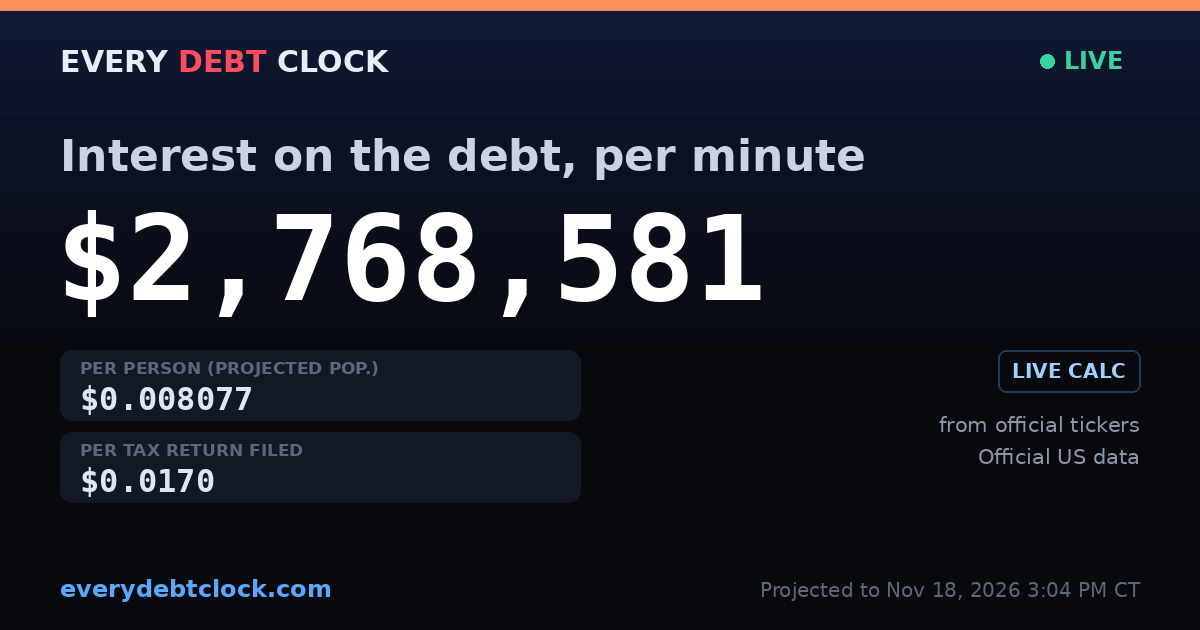 EVERY DEBT CLOCK
LIVE
Interest on the debt, per minute
$2,768,581
PER PERSON (PROJECTED POP.)
$0.008077
PER TAX RETURN FILED
$0.0170
LIVE CALC
from official tickers
Official US data
everydebtclock.com
Projected to Nov 18, 2026 3:04 PM CT